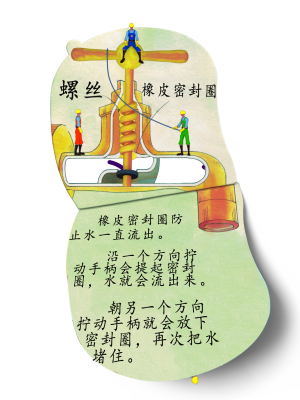 螺丝
橡皮密封圈
橡皮密封圈防
止水一直流出。
沿一个方向拧
动手柄会提起密封
圈，水就会流出来。
朝另一个方向
拧动手柄就会放下
密封圈，再次把水
堵住。